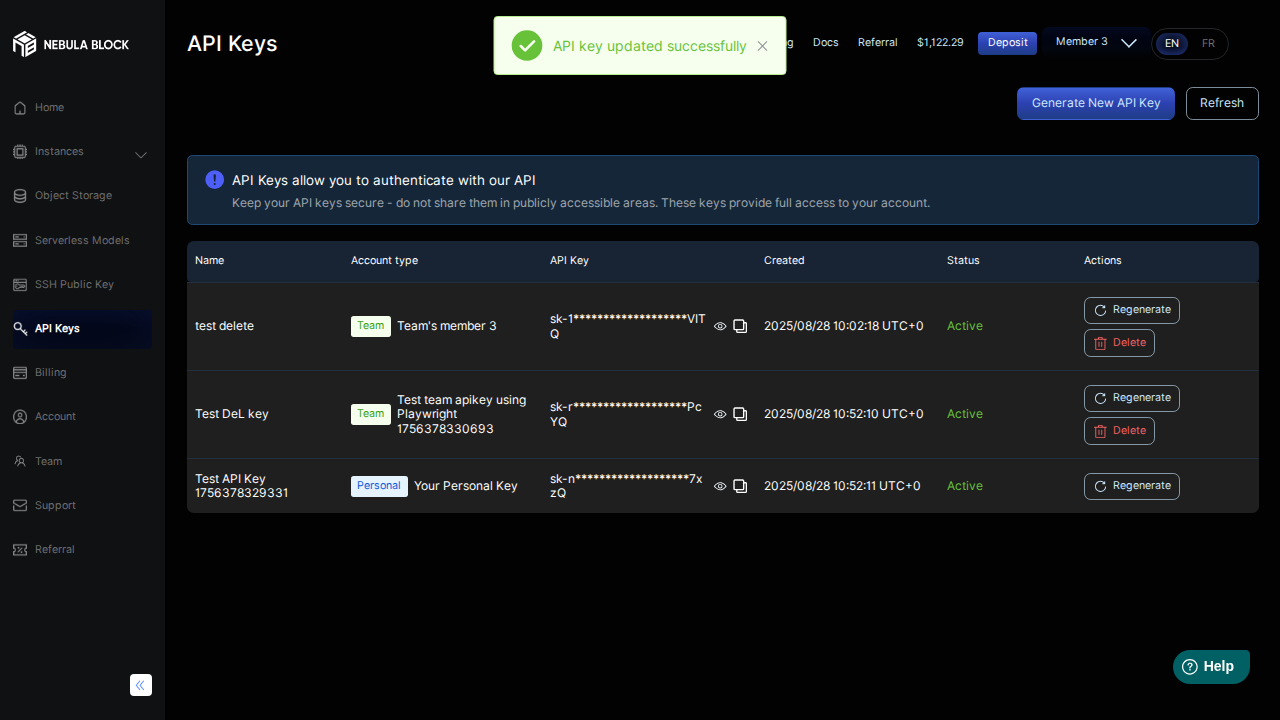 NEBULA BLOCK
Home
Instances
Object Storage
Serverless Models
SSH Public Key
API Keys
Billing
Account
Team
Support
Referral
API Keys
API key updated successfully
Docs
Referral
$1,122.29
Deposit
Member 3
EN
FR
Generate New API Key
Refresh
API Keys allow you to authenticate with our API
Keep your API keys secure - do not share them in publicly accessible areas. These keys provide full access to your account.
Name Account type API Key Created Status Actions
test delete
Team
Team's member 3
sk-1*******************VIT
Q
2025/08/28 10:02:18 UTC+0
Active
Regenerate
Delete
Test DeL key
Team
Test team apikey using
Playwright
1756378330693
sk-r*******************Pc
YQ
2025/08/28 10:52:10 UTC+0
Active
Regenerate
Delete
Test API Key
1756378329331
Personal
Your Personal Key
sk-n*******************7x
zQ
2025/08/28 10:52:11 UTC+0
Active
Regenerate
Help